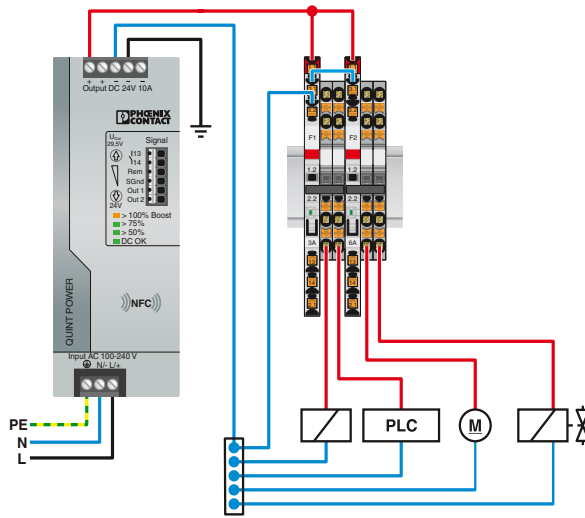 + + − − −
Output DC 24V 10A
PHŒNIX
CONTACT
UOut
29,5V
Signal
13
14
Rem
SGnd
Out 1
Out 2
24V
> 100% Boost
> 75%
> 50%
DC OK
QUINT POWER
NFC
Input AC 100-240 V
N/- L/+
PE
N
L
F1
F2
1.2
1.2
2.2
2.2
3A
6A
PLC
M